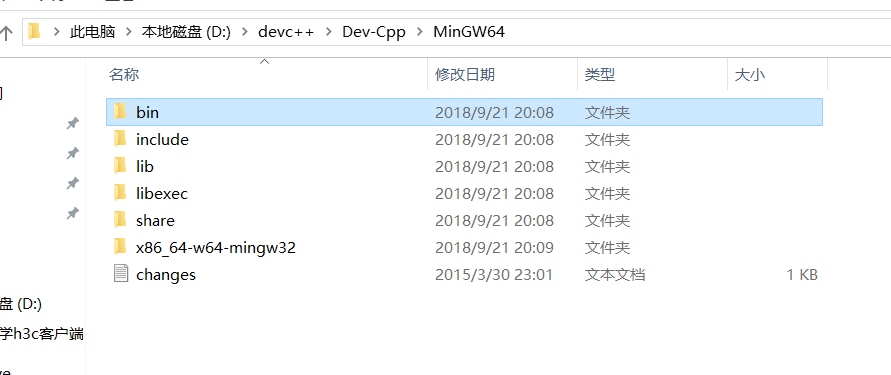 此电脑 > 本地磁盘 (D:) > devc++ > Dev-Cpp > MinGW64
名称 修改日期 类型 大小
bin 2018/9/21 20:08 文件夹
include 2018/9/21 20:08 文件夹
lib 2018/9/21 20:08 文件夹
libexec 2018/9/21 20:08 文件夹
share 2018/9/21 20:08 文件夹
x86_64-w64-mingw32 2018/9/21 20:09 文件夹
changes 2015/3/30 23:01 文本文档 1 KB
盘 (D:)
学h3c客户端